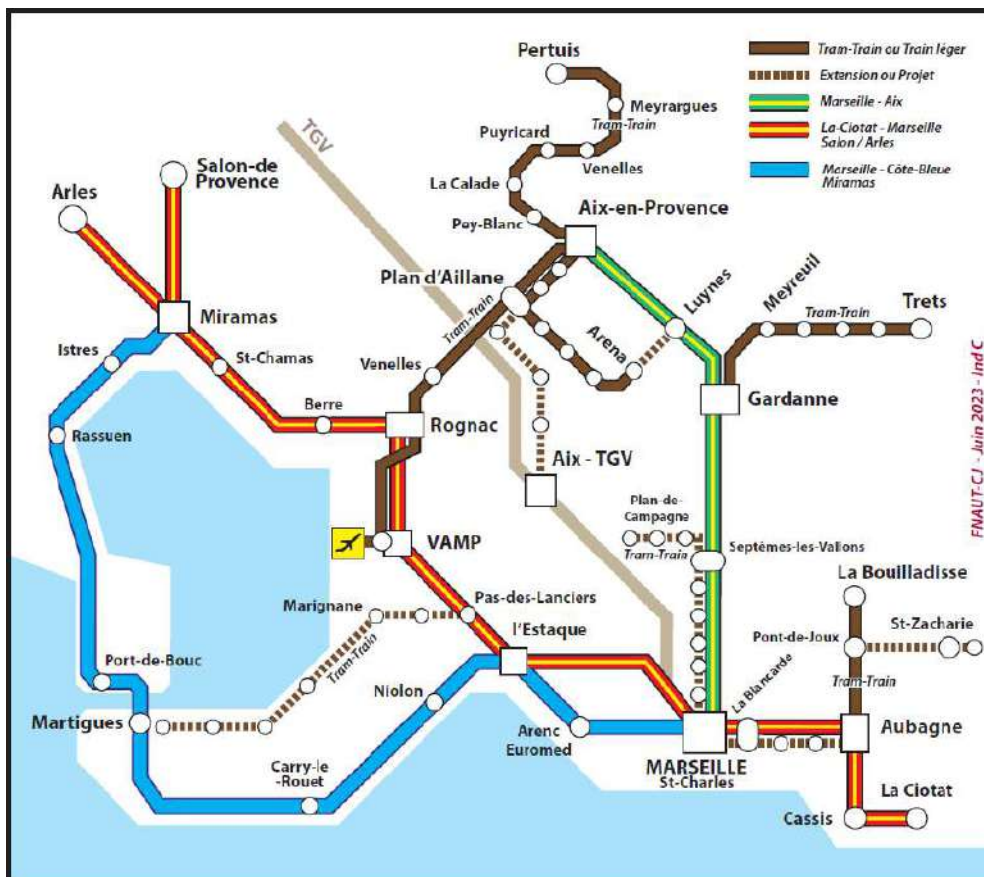 Pertuis
Meyrargues
Tram-Train
Puyricard
Venelles
La Calade
Pey-Blanc
Aix-en-Provence
Tram-Train ou Train léger
Extension ou Projet
Marseille - Aix
La-Ciotat - Marseille
Salon / Arles
Marseille - Côte-Bleue
Miramas
TGV
Salon-de
Provence
Arles
Plan d'Aillane
Tram-Train
Luynes
Meyreuil
Tram-Train
Trets
Miramas
Istres
St-Chamas
Venelles
Arena
Berre
Rognac
Gardanne
Rassuen
Aix - TGV
Plan-de-
Campagne
Tram-Train
Septèmes-les-Vallons
VAMP
La Bouilladisse
Marignane
Pas-des-Lanciers
l'Estaque
Pont-de-Joux
St-Zacharie
Tram-Train
Port-de-Bouc
Tram-Train
Niolon
La Blancarde
Martigues
Arenc
Euromed
Aubagne
MARSEILLE
St-Charles
Carry-le
-Rouet
Cassis
La Ciotat
FNAUT-CJ - Juin 2023 - Ind C